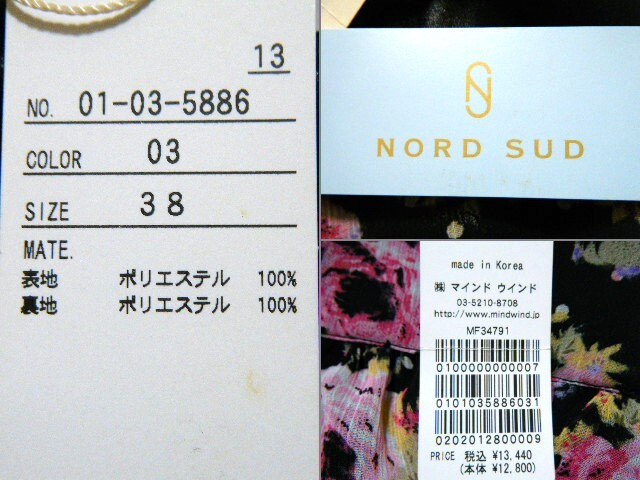 13
NO. 01-03-5886
COLOR 03
SIZE 38
MATE.
表地 ポリエステル 100%
裏地 ポリエステル 100%
NORD SUD
made in Korea
㈱ マインド ウインド
03-5210-8708
http://www.mindwind.jp
MF34791
0100000000007
0101035886031
0202012800009
PRICE 税込 ¥13,440
(本体 ¥12,800)